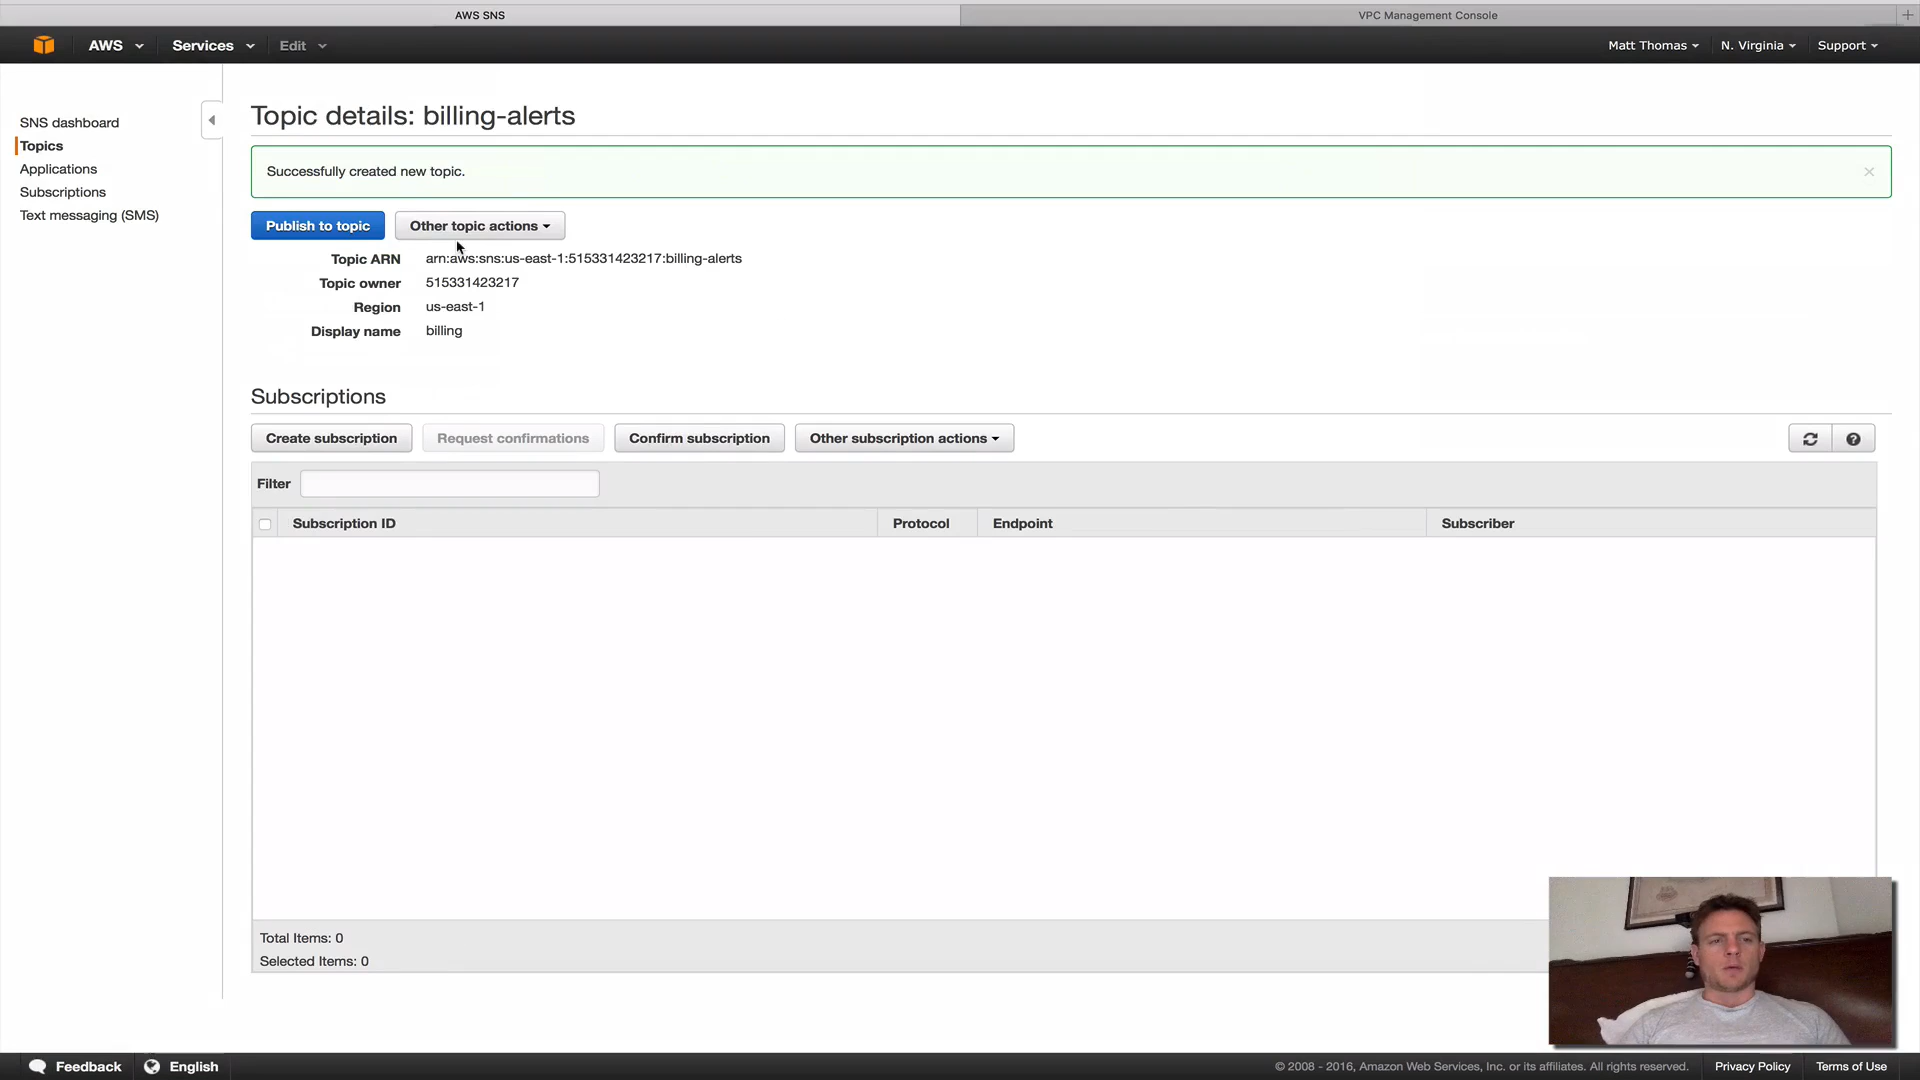 AWS SNS
VPC Management Console
AWS
Services
Edit
Matt Thomas
N. Virginia
Support
SNS dashboard
Topics
Applications
Subscriptions
Text messaging (SMS)
Topic details: billing-alerts
Successfully created new topic.
Publish to topic
Other topic actions
Topic ARN arn:aws:sns:us-east-1:515331423217:billing-alerts
Topic owner 515331423217
Region us-east-1
Display name billing
Subscriptions
Create subscription
Request confirmations
Confirm subscription
Other subscription actions
Filter
Subscription ID
Protocol
Endpoint
Subscriber
Total Items: 0
Selected Items: 0
Feedback
English
© 2008 - 2016, Amazon Web Services, Inc. or its affiliates. All rights reserved.
Privacy Policy
Terms of Use